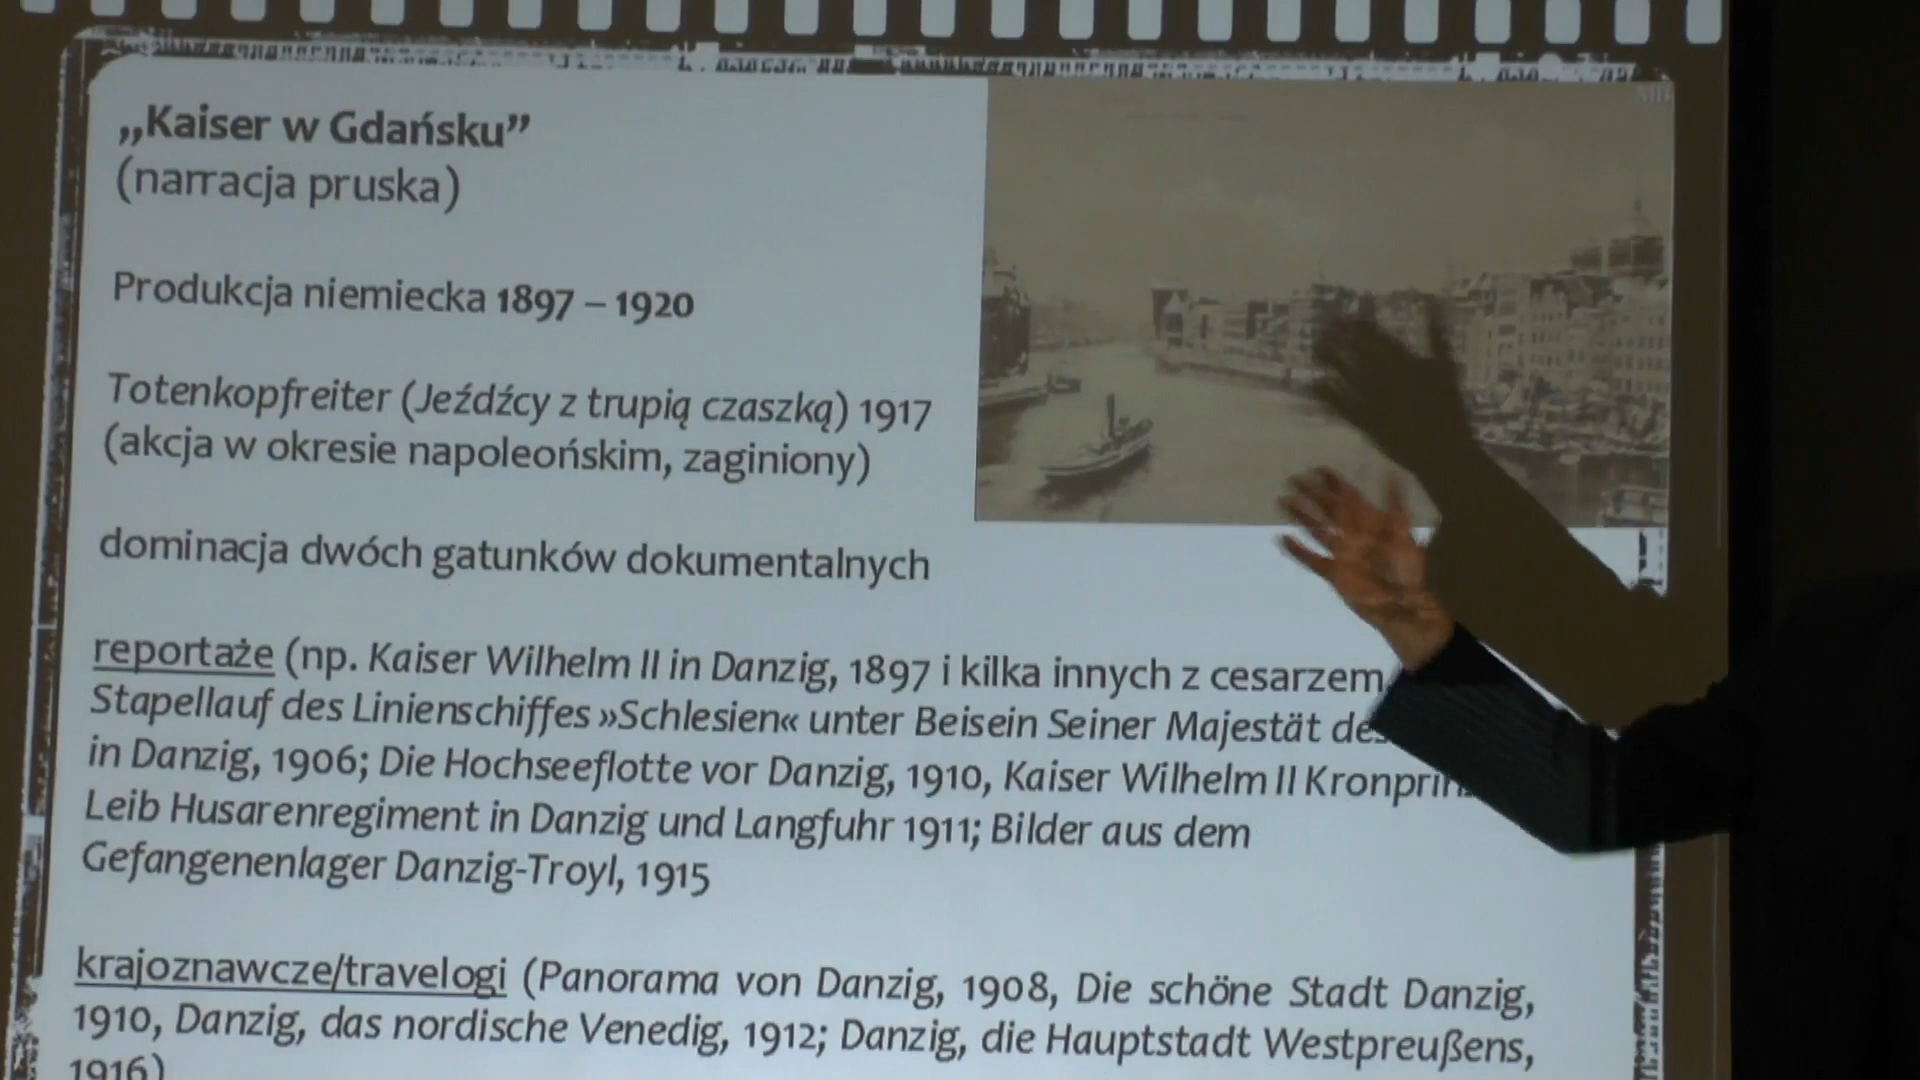 „Kaiser w Gdańsku”
(narracja pruska)
Produkcja niemiecka 1897 – 1920
Totenkopfreiter (Jeźdźcy z trupią czaszką) 1917
(akcja w okresie napoleońskim, zaginiony)
dominacja dwóch gatunków dokumentalnych
reportaże (np. Kaiser Wilhelm II in Danzig, 1897 i kilka innych z cesarzem,
Stapellauf des Linienschiffes »Schlesien« unter Beisein Seiner Majestät
in Danzig, 1906; Die Hochseeflotte vor Danzig, 1910, Kaiser Wilhelm II
Leib Husarenregiment in Danzig und Langfuhr 1911; Bilder aus dem
Gefangenenlager Danzig-Troyl, 1915
krajoznawcze/travelogi (Panorama von Danzig, 1908, Die schöne Stadt Danzig,
1910, Danzig, das nordische Venedig, 1912; Danzig, die Hauptstadt Westpreußens,
1916)